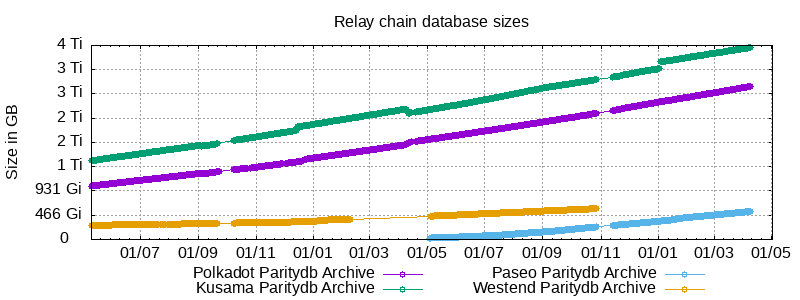 Relay chain database sizes
Size in GB
4 Ti
3 Ti
3 Ti
2 Ti
2 Ti
1 Ti
931 Gi
466 Gi
0
01/07 01/09 01/11 01/01 01/03 01/05 01/07 01/09 01/11 01/01 01/03 01/05
Polkadot Paritydb Archive Paseo Paritydb Archive
Kusama Paritydb Archive Westend Paritydb Archive